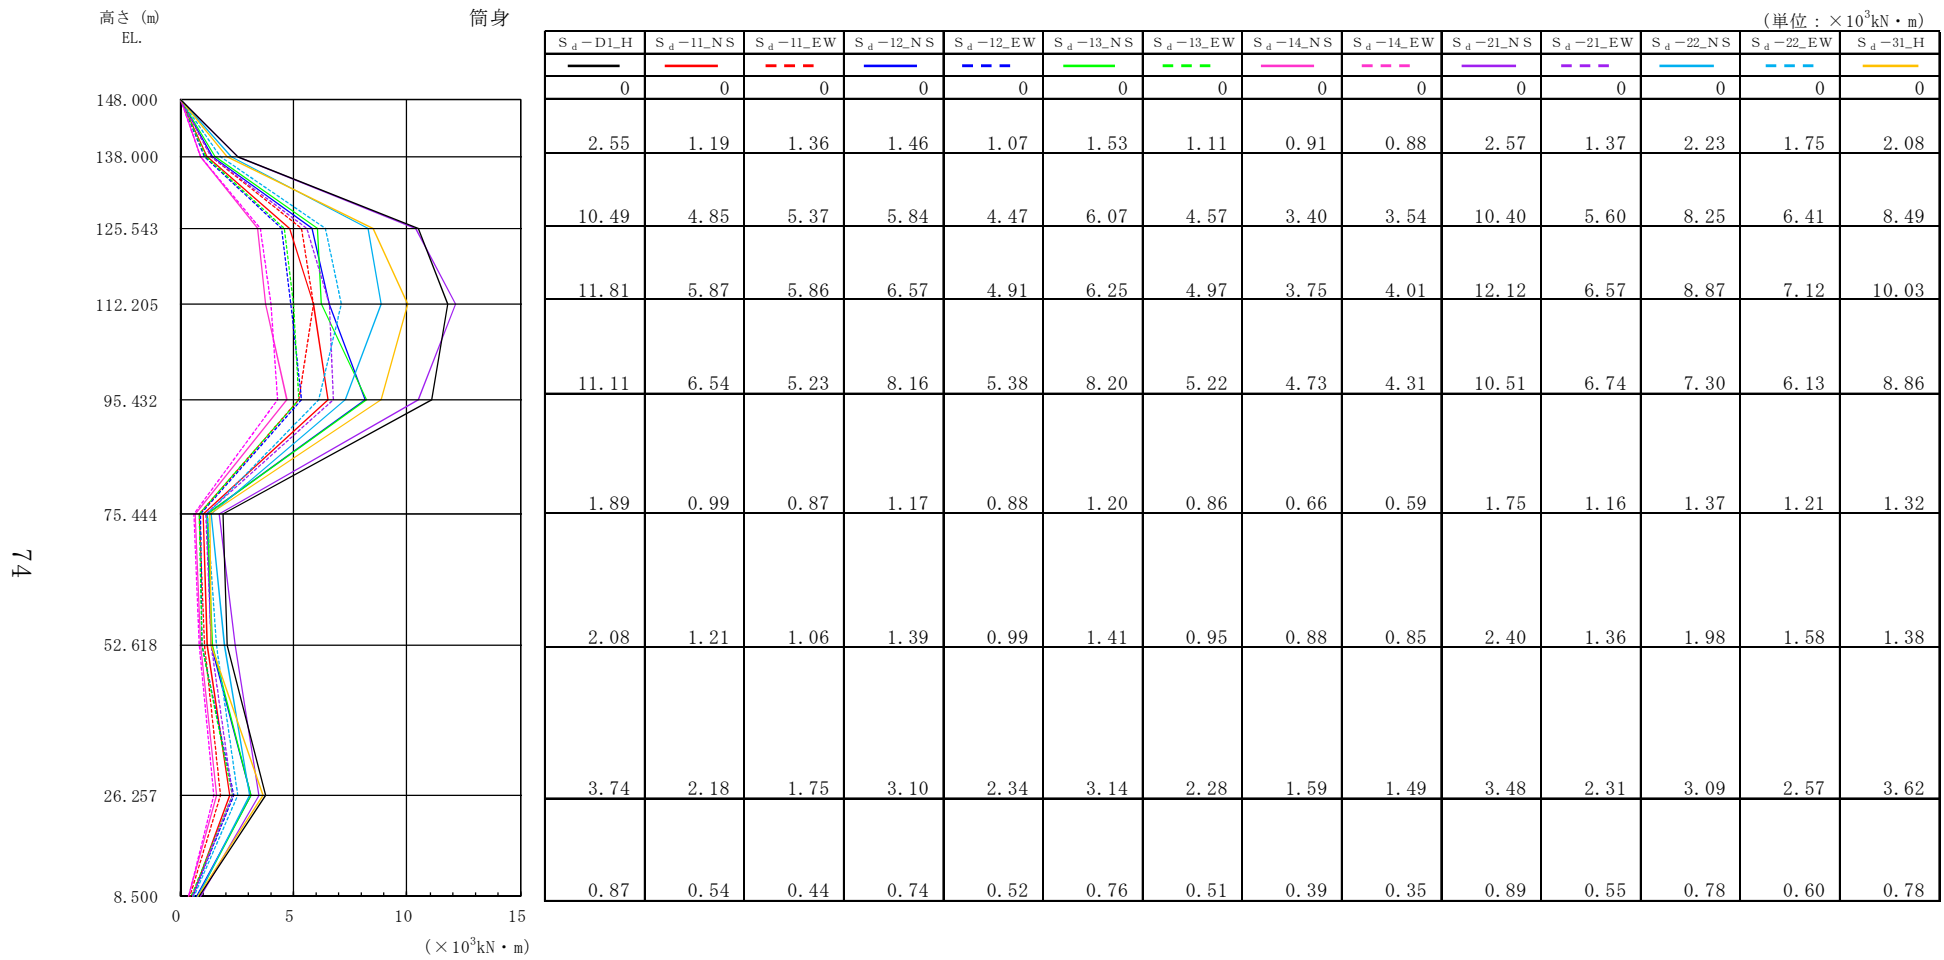 高さ (m)
EL.
筒身
(単位：×10³kN・m)
S_d−D1_H S_d−11_NS S_d−11_EW S_d−12_NS S_d−12_EW S_d−13_NS S_d−13_EW S_d−14_NS S_d−14_EW S_d−21_NS S_d−21_EW S_d−22_NS S_d−22_EW S_d−31_H
0 0 0 0 0 0 0 0 0 0 0 0 0 0
148.000
2.55 1.19 1.36 1.46 1.07 1.53 1.11 0.91 0.88 2.57 1.37 2.23 1.75 2.08
138.000
10.49 4.85 5.37 5.84 4.47 6.07 4.57 3.40 3.54 10.40 5.60 8.25 6.41 8.49
125.543
11.81 5.87 5.86 6.57 4.91 6.25 4.97 3.75 4.01 12.12 6.57 8.87 7.12 10.03
112.205
11.11 6.54 5.23 8.16 5.38 8.20 5.22 4.73 4.31 10.51 6.74 7.30 6.13 8.86
95.432
1.89 0.99 0.87 1.17 0.88 1.20 0.86 0.66 0.59 1.75 1.16 1.37 1.21 1.32
75.444
2.08 1.21 1.06 1.39 0.99 1.41 0.95 0.88 0.85 2.40 1.36 1.98 1.58 1.38
52.618
3.74 2.18 1.75 3.10 2.34 3.14 2.28 1.59 1.49 3.48 2.31 3.09 2.57 3.62
26.257
0.87 0.54 0.44 0.74 0.52 0.76 0.51 0.39 0.35 0.89 0.55 0.78 0.60 0.78
8.500
0 5 10 15
(×10³kN・m)
74